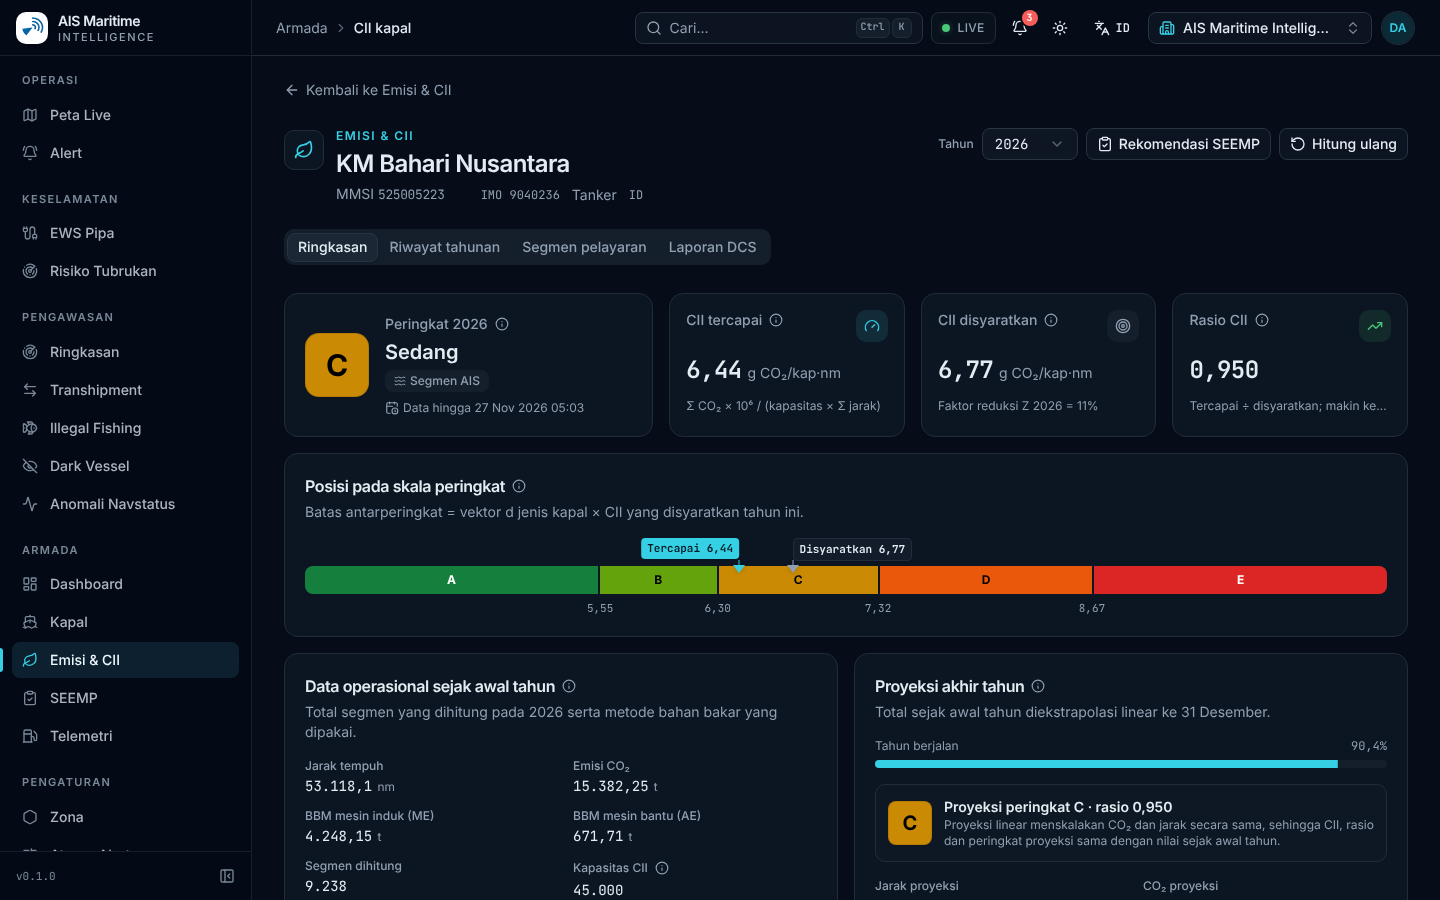 AIS Maritime
INTELLIGENCE
Armada > CII kapal
Cari...
Ctrl K
LIVE
3
ID
AIS Maritime Intellig...
DA
OPERASI
Peta Live
Alert
KESELAMATAN
EWS Pipa
Risiko Tubrukan
PENGAWASAN
Ringkasan
Transhipment
Illegal Fishing
Dark Vessel
Anomali Navstatus
ARMADA
Dashboard
Kapal
Emisi & CII
SEEMP
Telemetri
PENGATURAN
Zona
v0.1.0
Kembali ke Emisi & CII
EMISI & CII
KM Bahari Nusantara
MMSI 525005223 IMO 9040236 Tanker ID
Tahun 2026
Rekomendasi SEEMP
Hitung ulang
Ringkasan
Riwayat tahunan
Segmen pelayaran
Laporan DCS
C
Peringkat 2026
Sedang
Segmen AIS
Data hingga 27 Nov 2026 05:03
CII tercapai
6,44 g CO₂/kap·nm
Σ CO₂ × 10⁶ / (kapasitas × Σ jarak)
CII disyaratkan
6,77 g CO₂/kap·nm
Faktor reduksi Z 2026 = 11%
Rasio CII
0,950
Tercapai ÷ disyaratkan; makin ke...
Posisi pada skala peringkat
Batas antarperingkat = vektor d jenis kapal × CII yang disyaratkan tahun ini.
Tercapai 6,44
Disyaratkan 6,77
A B C D E
5,55 6,30 7,32 8,67
Data operasional sejak awal tahun
Total segmen yang dihitung pada 2026 serta metode bahan bakar yang
dipakai.
Jarak tempuh
53.118,1 nm
Emisi CO₂
15.382,25 t
BBM mesin induk (ME)
4.248,15 t
BBM mesin bantu (AE)
671,71 t
Segmen dihitung
9.238
Kapasitas CII
45.000
Proyeksi akhir tahun
Total sejak awal tahun diekstrapolasi linear ke 31 Desember.
Tahun berjalan
90,4%
C
Proyeksi peringkat C · rasio 0,950
Proyeksi linear menskalakan CO₂ dan jarak secara sama, sehingga CII, rasio
dan peringkat proyeksi sama dengan nilai sejak awal tahun.
Jarak proyeksi
CO₂ proyeksi